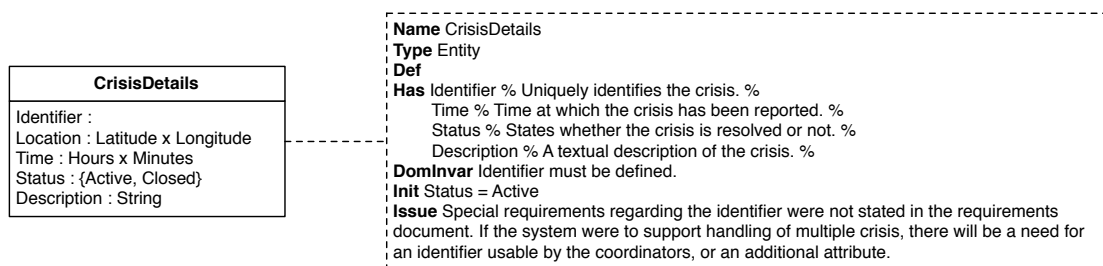 CrisisDetails
Identifier :
Location : Latitude x Longitude
Time : Hours x Minutes
Status : {Active, Closed}
Description : String
Name CrisisDetails
Type Entity
Def
Has Identifier % Uniquely identifies the crisis. %
Time % Time at which the crisis has been reported. %
Status % States whether the crisis is resolved or not. %
Description % A textual description of the crisis. %
DomInvar Identifier must be defined.
Init Status = Active
Issue Special requirements regarding the identifier were not stated in the requirements
document. If the system were to support handling of multiple crisis, there will be a need for
an identifier usable by the coordinators, or an additional attribute.